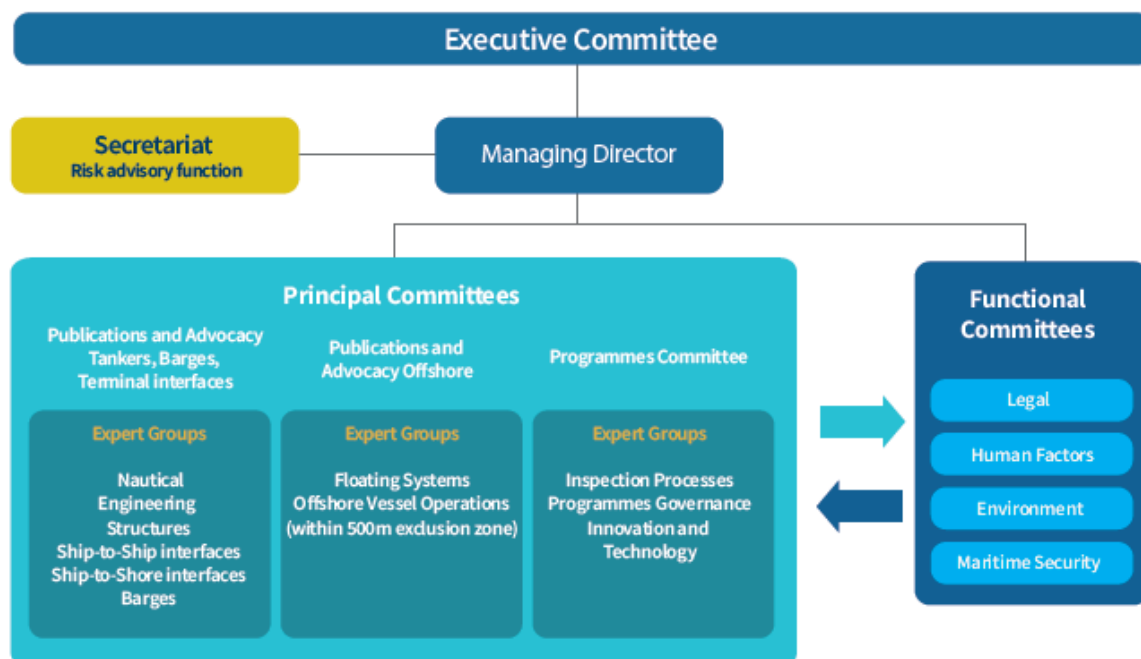 Executive Committee
Secretariat
Risk advisory function
Managing Director
Principal Committees
Publications and Advocacy
Tankers, Barges,
Terminal interfaces
Expert Groups
Nautical
Engineering
Structures
Ship-to-Ship interfaces
Ship-to-Shore interfaces
Barges
Publications and
Advocacy Offshore
Expert Groups
Floating Systems
Offshore Vessel Operations
(within 500m exclusion zone)
Programmes Committee
Expert Groups
Inspection Processes
Programmes Governance
Innovation and
Technology
Functional
Committees
Legal
Human Factors
Environment
Maritime Security